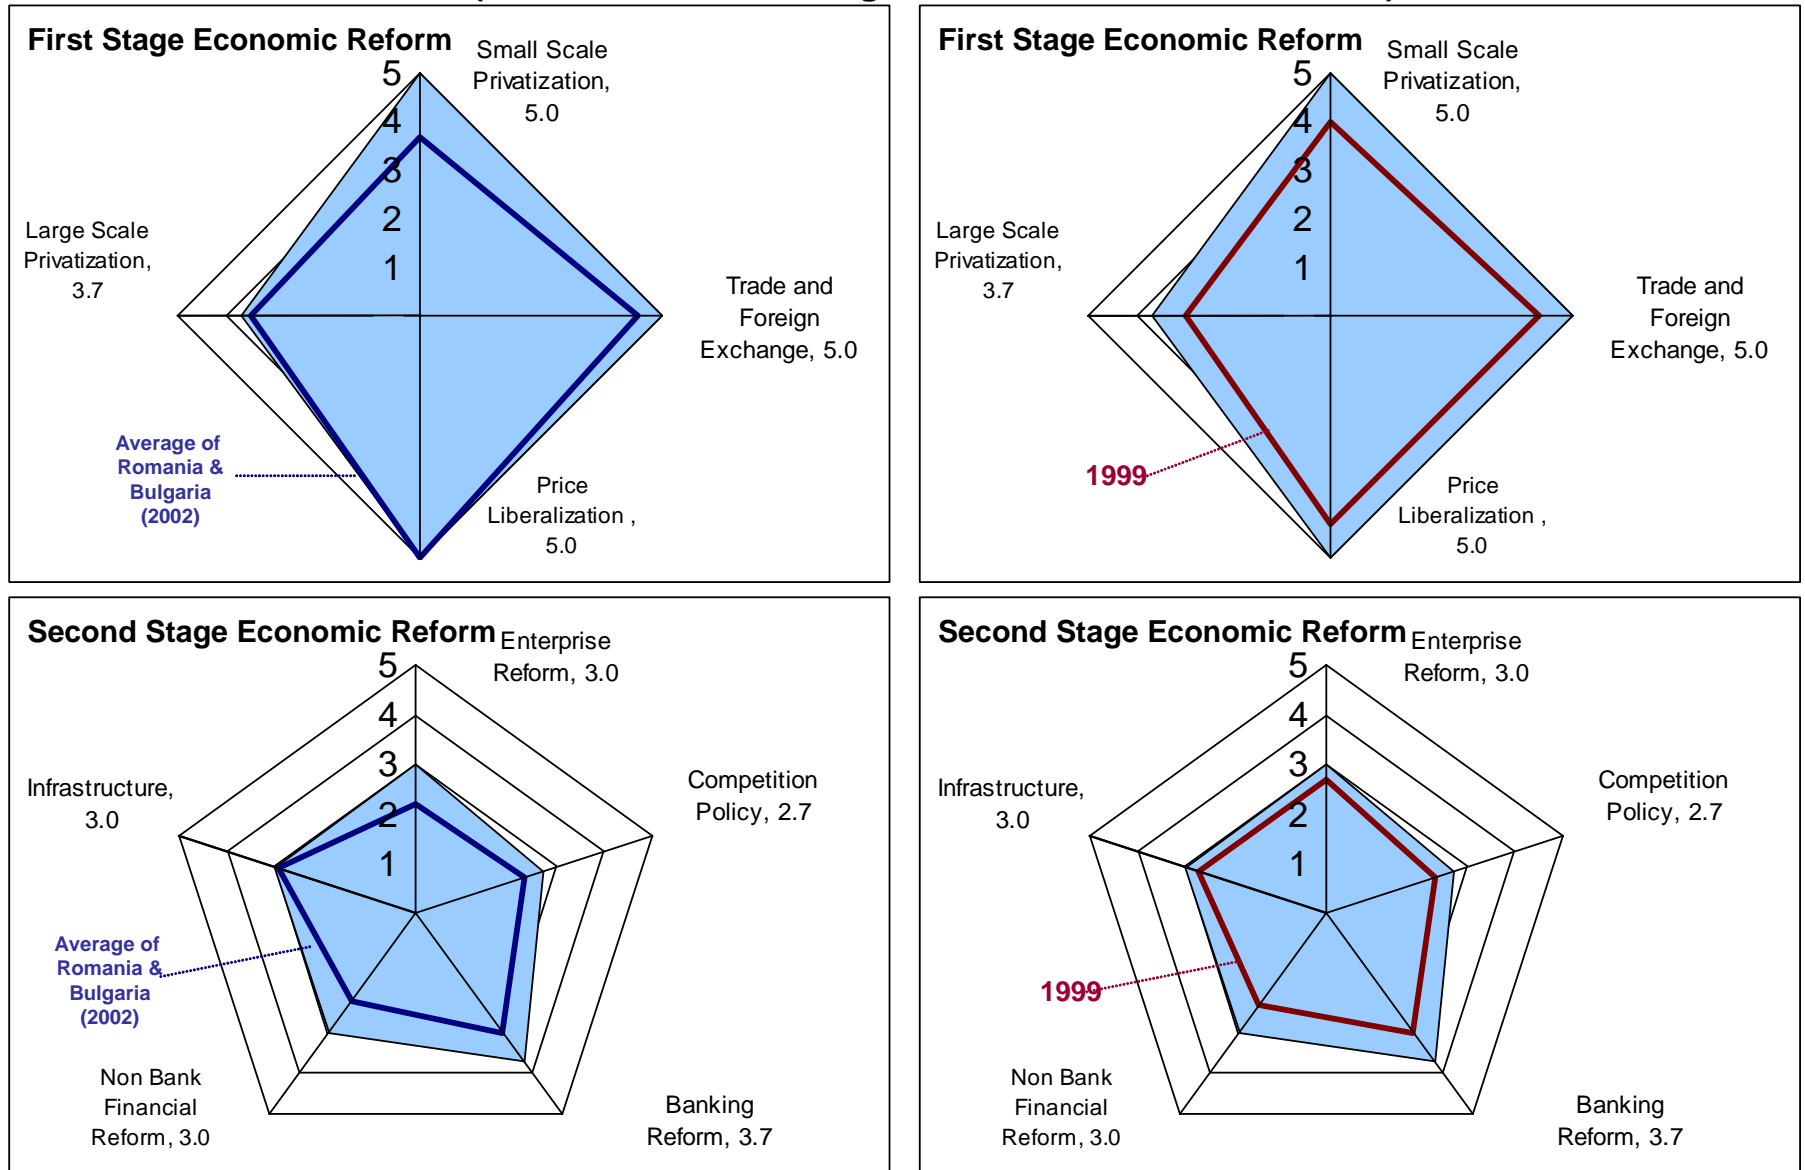 First Stage Economic Reform
Small Scale
Privatization,
5.0
5
4
3
2
1
Large Scale
Privatization,
3.7
Trade and
Foreign
Exchange, 5.0
Average of
Romania &
Bulgaria
(2002)
Price
Liberalization ,
5.0
First Stage Economic Reform
Small Scale
Privatization,
5.0
5
4
3
2
1
Large Scale
Privatization,
3.7
Trade and
Foreign
Exchange, 5.0
1999
Price
Liberalization ,
5.0
Second Stage Economic Reform
Enterprise
Reform, 3.0
5
4
3
2
1
Infrastructure,
3.0
Competition
Policy, 2.7
Average of
Romania &
Bulgaria
(2002)
Non Bank
Financial
Reform, 3.0
Banking
Reform, 3.7
Second Stage Economic Reform
Enterprise
Reform, 3.0
5
4
3
2
1
Infrastructure,
3.0
Competition
Policy, 2.7
1999
Non Bank
Financial
Reform, 3.0
Banking
Reform, 3.7